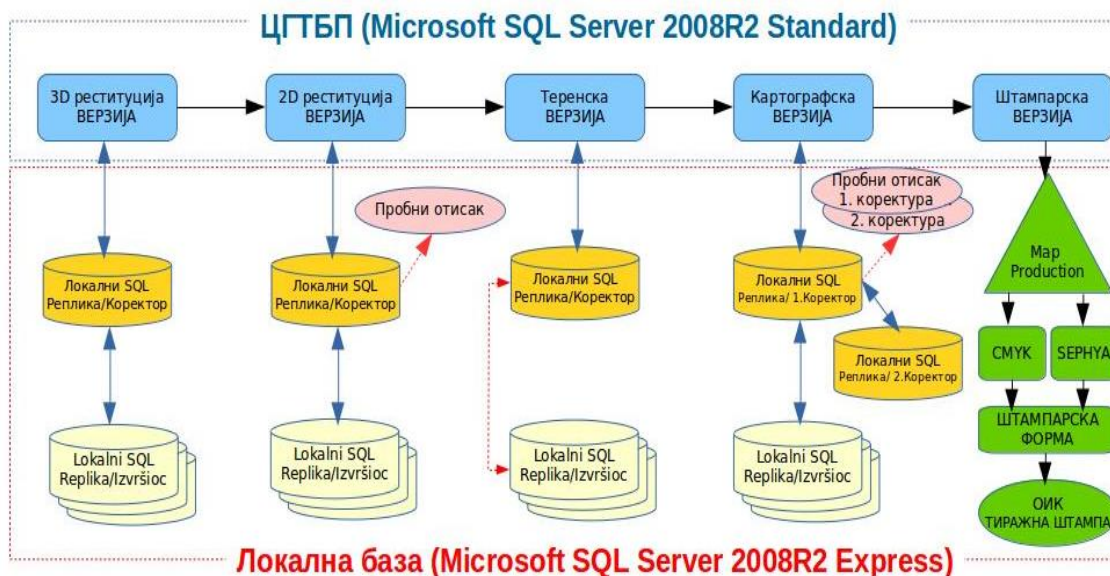 ЦГТБП (Microsoft SQL Server 2008R2 Standard)
3D реституција
ВЕРЗИЈА
2D реституција
ВЕРЗИЈА
Теренска
ВЕРЗИЈА
Картографска
ВЕРЗИЈА
Штампарска
ВЕРЗИЈА
Пробни отисак
Пробни отисак
1. коректура
2. коректура
Локални SQL
Реплика/Коректор
Локални SQL
Реплика/Коректор
Локални SQL
Реплика/Коректор
Локални SQL
Реплика/ 1.Коректор
Локални SQL
Реплика/ 2.Коректор
Map
Production
CMYK
SEPHYA
ШТАМПАРСКА
ФОРМА
ОИК
ТИРАЖНА ШТАМПА
Lokalni SQL
Replika/Izvršioc
Lokalni SQL
Replika/Izvršioc
Lokalni SQL
Replika/Izvršioc
Lokalni SQL
Replika/Izvršioc
Локална база (Microsoft SQL Server 2008R2 Express)